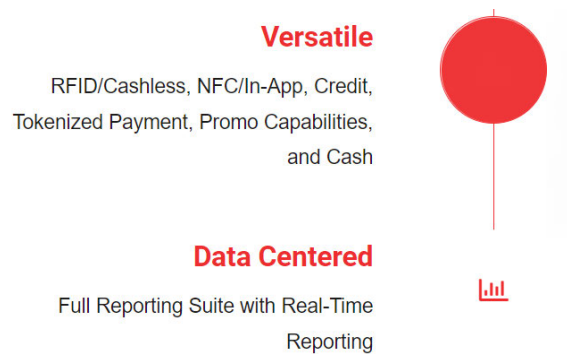 Versatile
RFID/Cashless, NFC/In-App, Credit,
Tokenized Payment, Promo Capabilities,
and Cash
Data Centered
Full Reporting Suite with Real-Time
Reporting